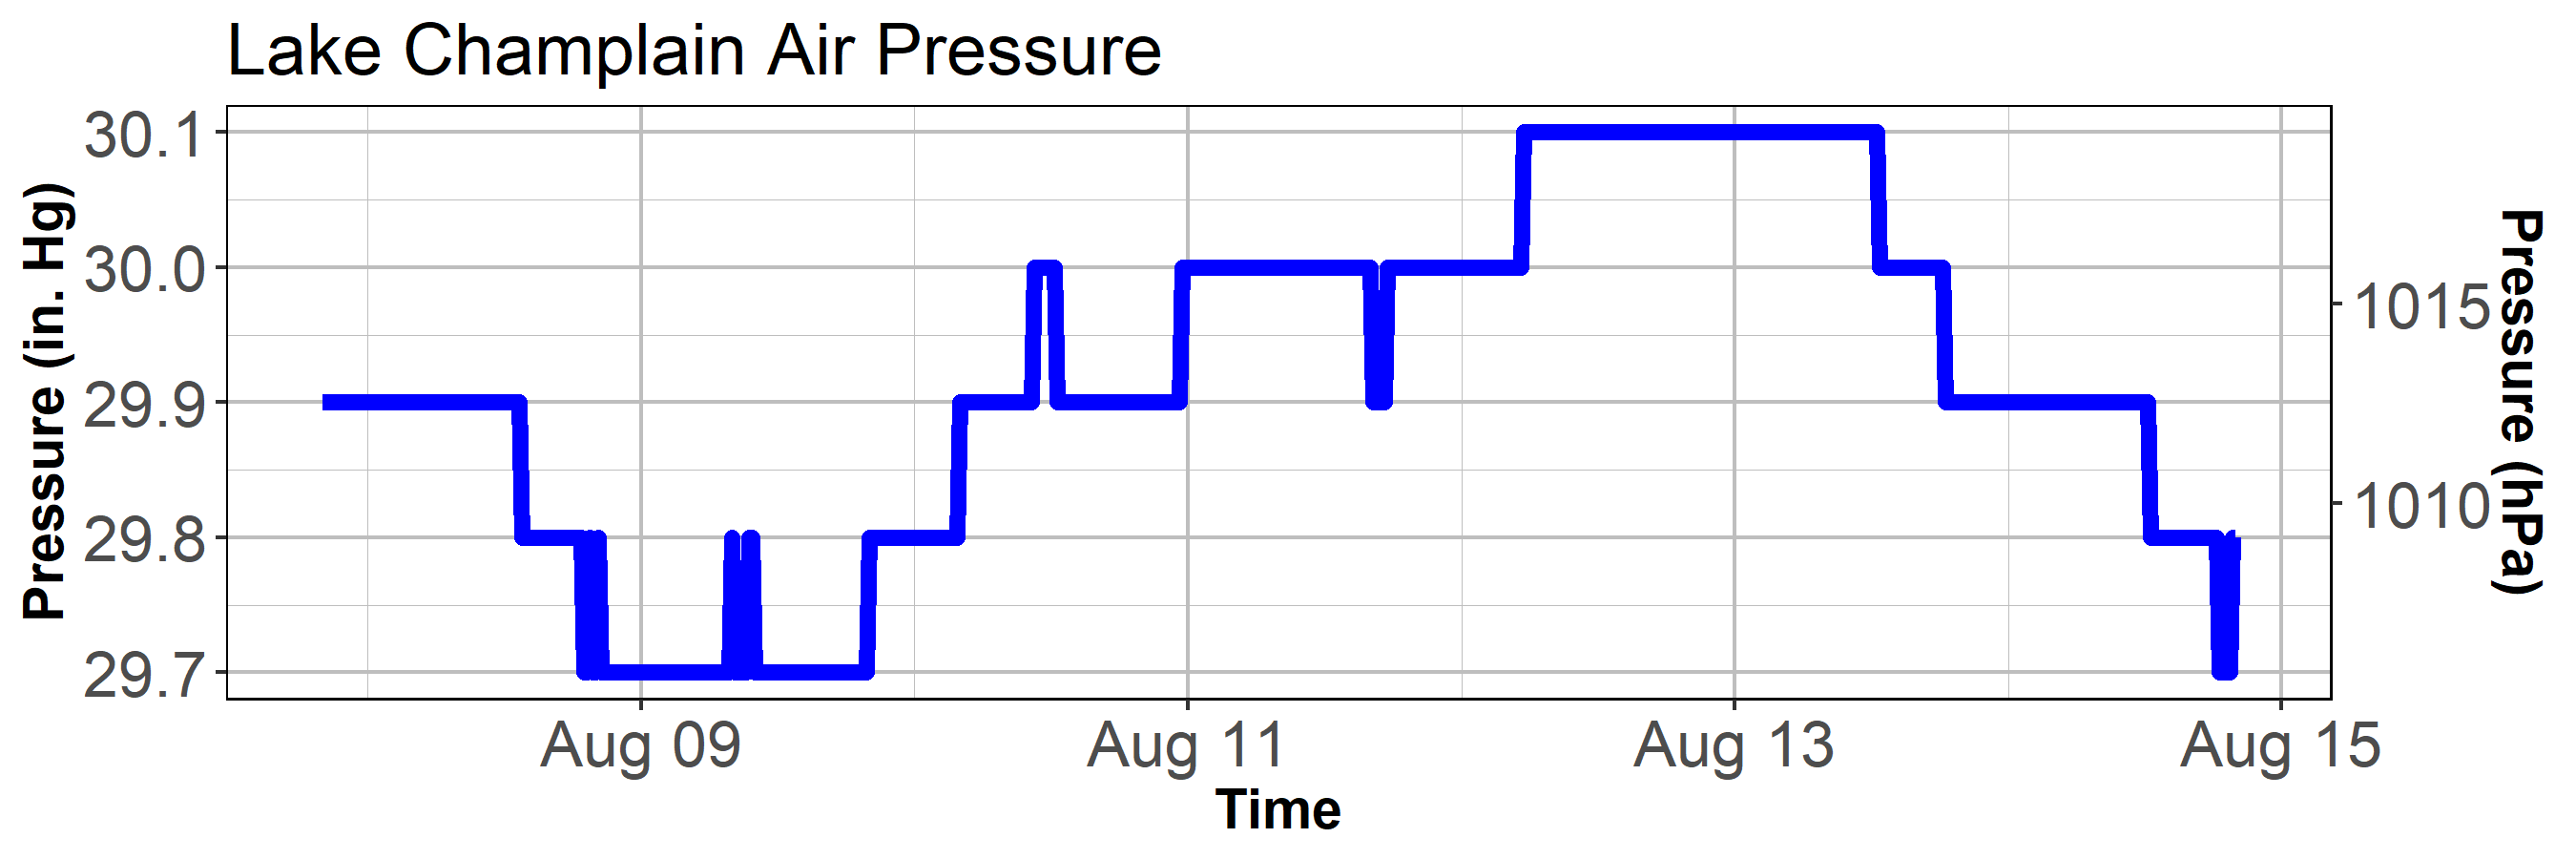 Lake Champlain Air Pressure
Pressure (in. Hg)
30.1
30.0
29.9
29.8
29.7
1015
1010
Pressure (hPa)
Aug 09 Aug 11 Aug 13 Aug 15
Time